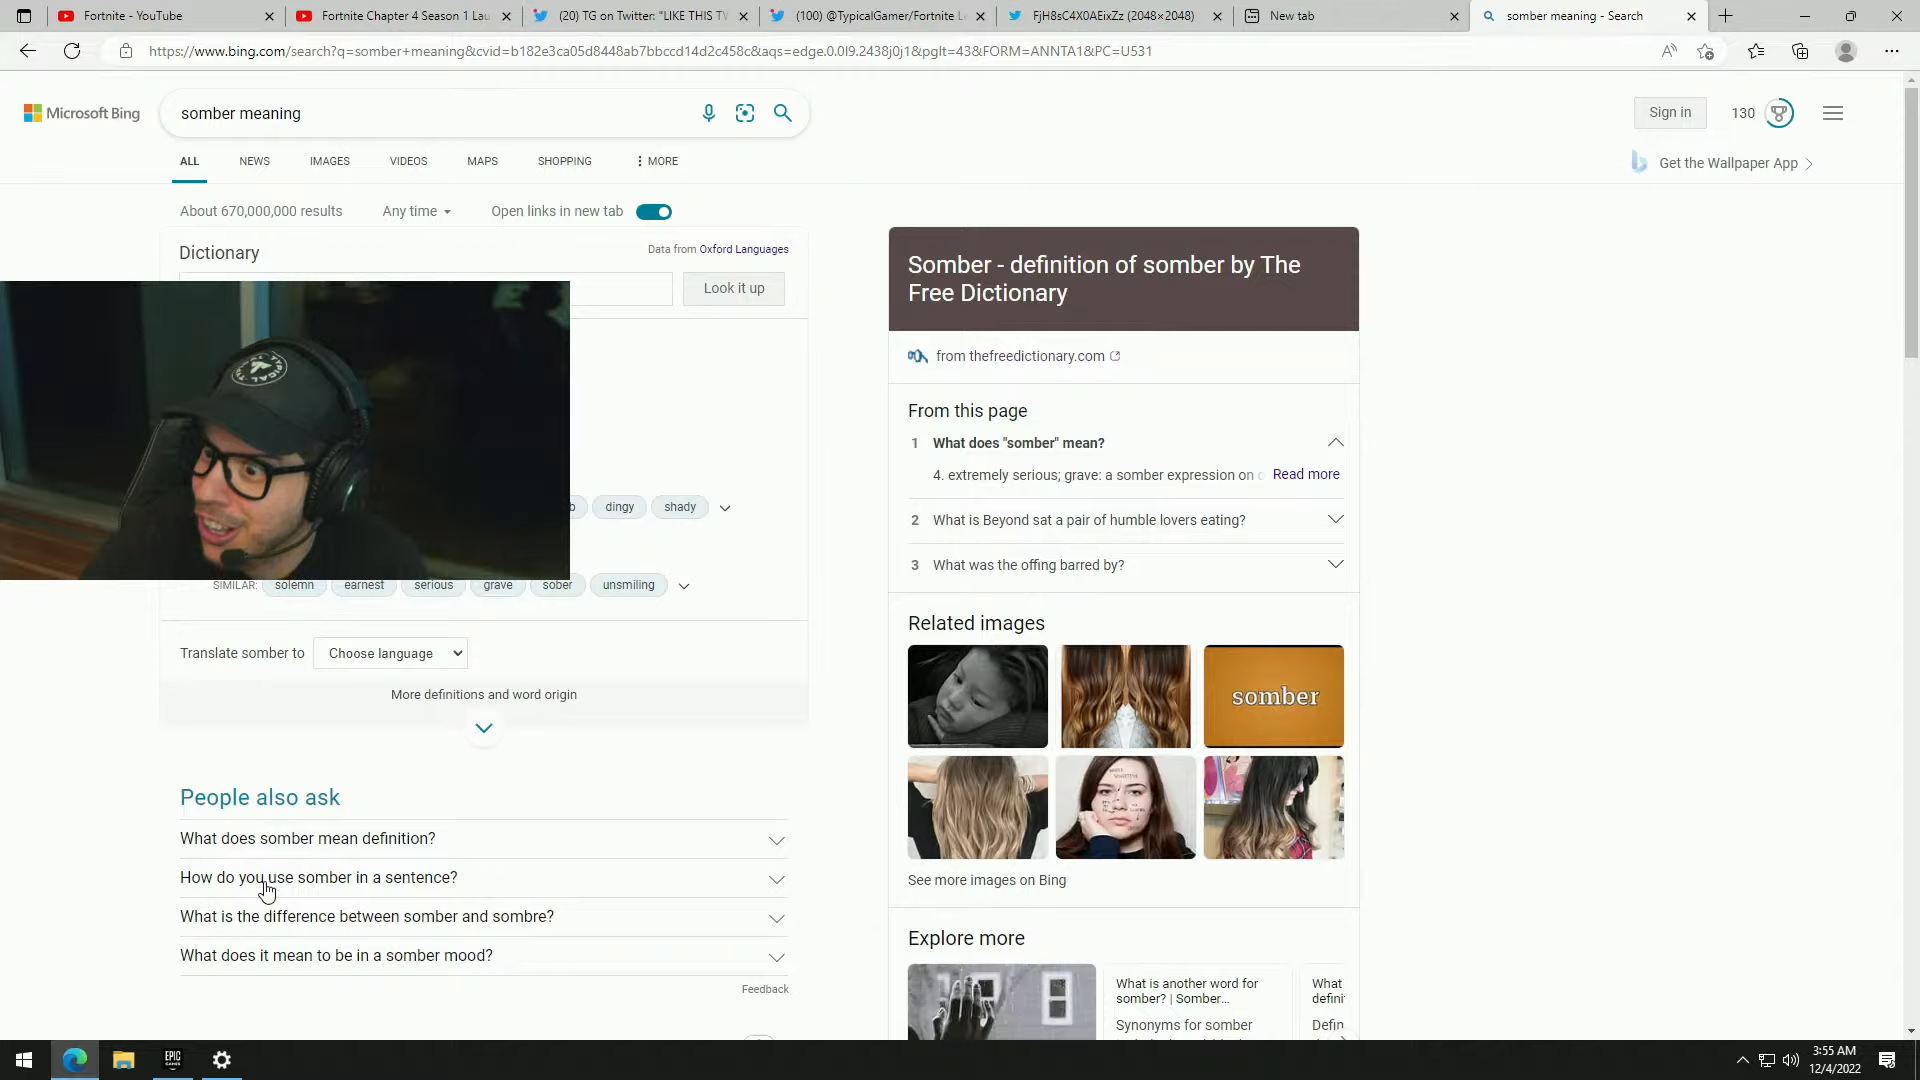 Fortnite - YouTube
Fortnite Chapter 4 Season 1 Lau
(20) TG on Twitter: "LIKE THIS TV
(100) @TypicalGamer/Fortnite L
FjH8sC4X0AEixZz (2048×2048)
New tab
somber meaning - Search
https://www.bing.com/search?q=somber+meaning&cvid=b182e3ca05d8448ab7bbccd14d2c458c&aqs=edge.0.0l9.2438j0j1&pglt=43&FORM=ANNTA1&PC=U531
Microsoft Bing
somber meaning
Sign in
130
ALL NEWS IMAGES VIDEOS MAPS SHOPPING MORE
Get the Wallpaper App
About 670,000,000 results Any time Open links in new tab
Dictionary
Data from Oxford Languages
Look it up
TYPICAL
dingy shady
SIMILAR: solemn earnest serious grave sober unsmiling
Translate somber to Choose language
More definitions and word origin
People also ask
What does somber mean definition?
How do you use somber in a sentence?
What is the difference between somber and sombre?
What does it mean to be in a somber mood?
Feedback
Somber - definition of somber by The
Free Dictionary
from thefreedictionary.com
From this page
1 What does "somber" mean?
4. extremely serious; grave: a somber expression on Read more
2 What is Beyond sat a pair of humble lovers eating?
3 What was the offing barred by?
Related images
somber
See more images on Bing
Explore more
What is another word for
somber? | Somber...
Synonyms for somber
What
defini
Defin
EPIC
GAMES
3:55 AM
12/4/2022